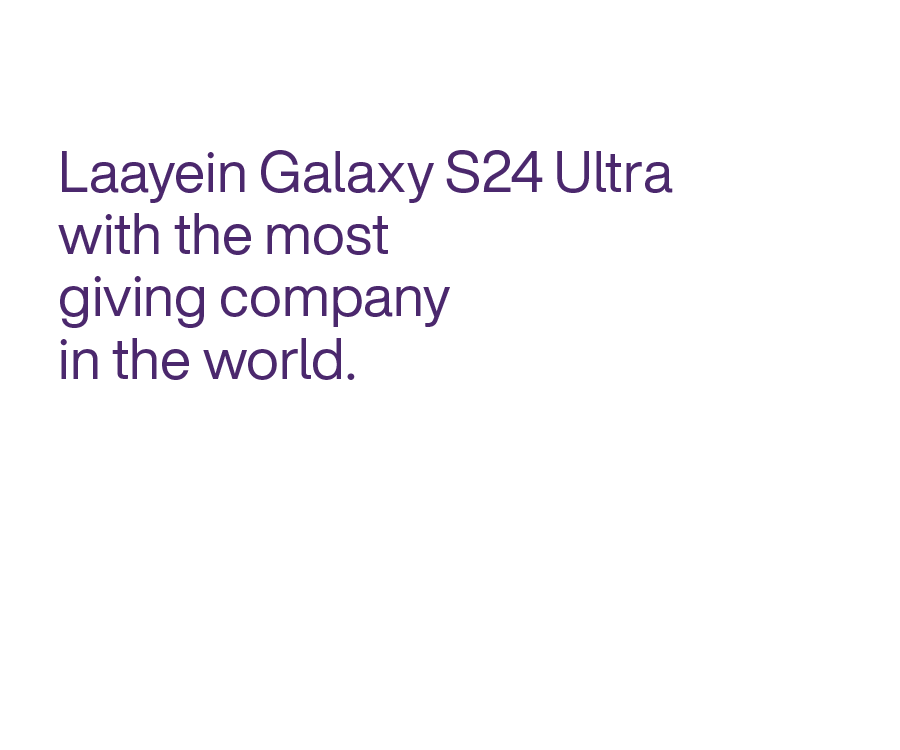 Laayein Galaxy S24 Ultra
with the most
giving company
in the world.